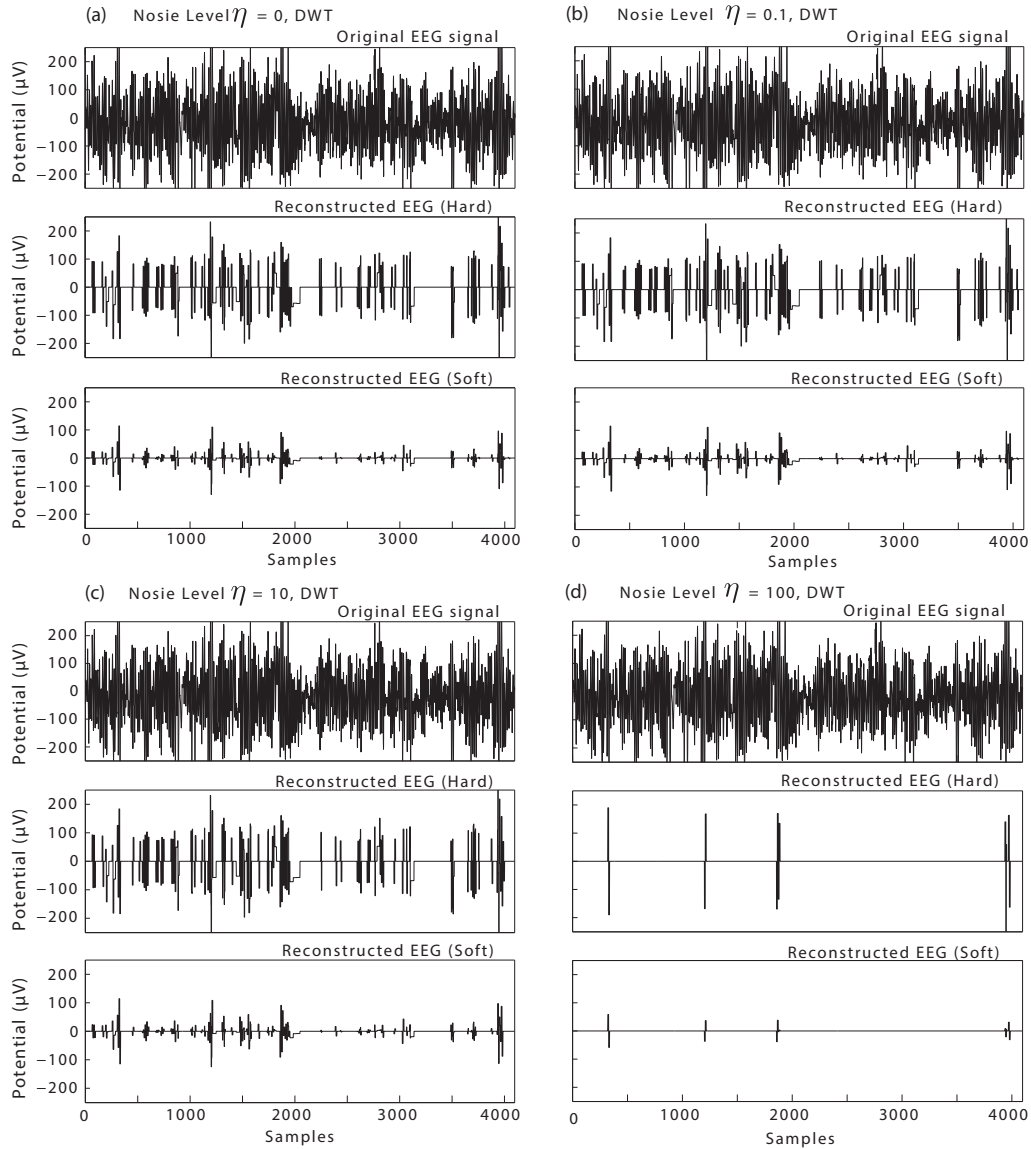 (a) Nosie Level η = 0, DWT
Original EEG signal
200
100
0
−100
−200
Potential (μV)
Reconstructed EEG (Hard)
200
100
0
−100
−200
Potential (μV)
Reconstructed EEG (Soft)
200
100
0
−100
−200
Potential (μV)
0 1000 2000 3000 4000
Samples
(b) Nosie Level η = 0.1, DWT
Original EEG signal
Reconstructed EEG (Hard)
Reconstructed EEG (Soft)
0 1000 2000 3000 4000
Samples
(c) Nosie Level η = 10, DWT
Original EEG signal
200
100
0
−100
−200
Potential (μV)
Reconstructed EEG (Hard)
200
100
0
−100
−200
Potential (μV)
Reconstructed EEG (Soft)
200
100
0
−100
−200
Potential (μV)
0 1000 2000 3000 4000
Samples
(d) Nosie Level η = 100, DWT
Original EEG signal
Reconstructed EEG (Hard)
Reconstructed EEG (Soft)
0 1000 2000 3000 4000
Samples